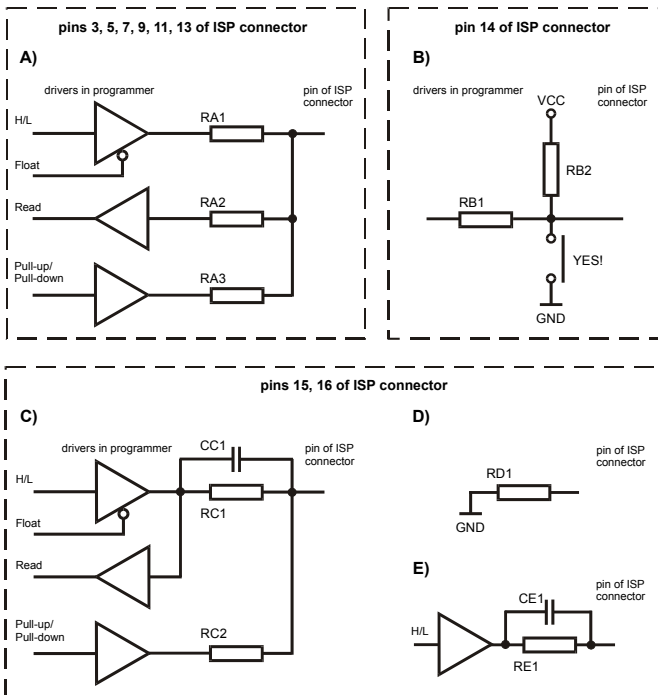 pins 3, 5, 7, 9, 11, 13 of ISP connector
A)
drivers in programmer
pin of ISP
connector
H/L
RA1
Float
Read
RA2
Pull-up/
Pull-down
RA3
pin 14 of ISP connector
B)
drivers in programmer
pin of ISP
connector
VCC
RB2
RB1
YES!
GND
pins 15, 16 of ISP connector
C)
drivers in programmer
CC1
pin of ISP
connector
H/L
RC1
Float
Read
Pull-up/
Pull-down
RC2
D)
pin of ISP
connector
RD1
GND
E)
pin of ISP
connector
CE1
H/L
RE1